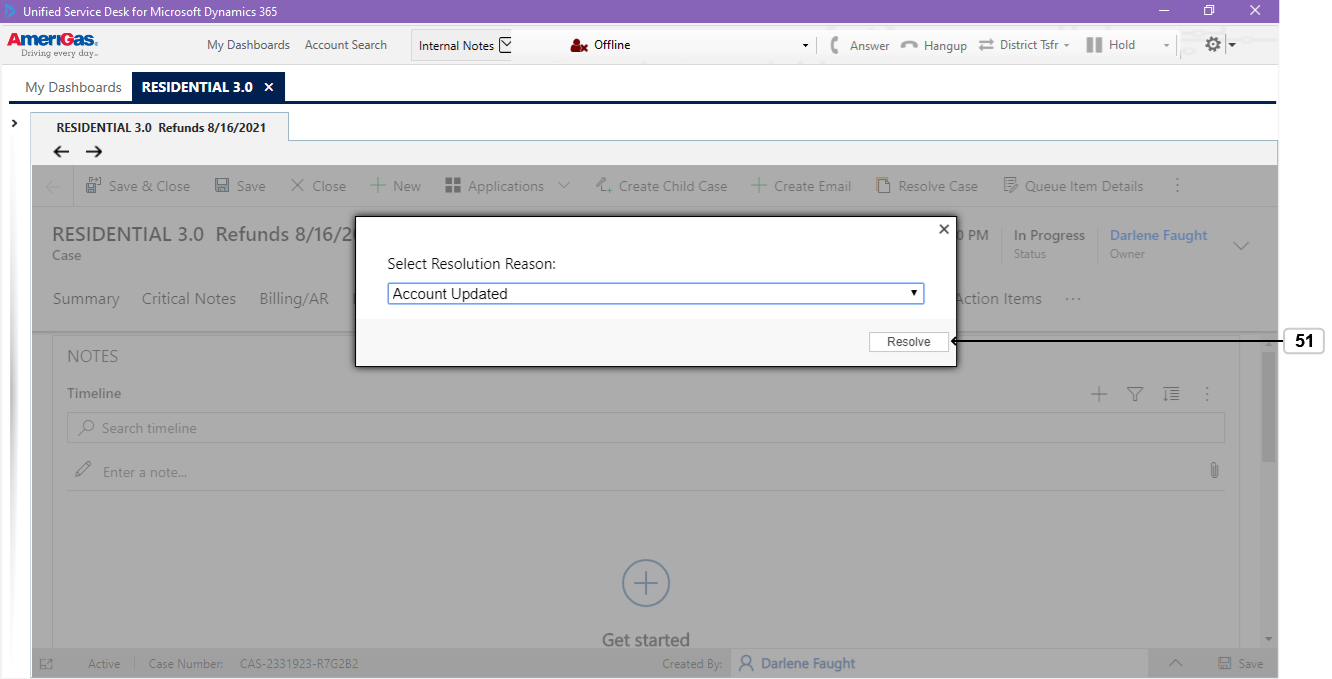 Unified Service Desk for Microsoft Dynamics 365
AmeriGas
Driving every day
My Dashboards Account Search Internal Notes Offline Answer Hangup District Tsfr Hold
My Dashboards RESIDENTIAL 3.0
RESIDENTIAL 3.0 Refunds 8/16/2021
Save & Close Save Close New Applications Create Child Case Create Email Resolve Case Queue Item Details
RESIDENTIAL 3.0 Refunds 8/16/2 0 PM In Progress Darlene Faught
Case Status Owner
Select Resolution Reason:
Account Updated
Summary Critical Notes Billing/AR Action Items
Resolve 51
NOTES
Timeline
Search timeline
Enter a note...
Get started
Active Case Number: CAS-2331923-R7G2B2 Created By: Darlene Faught Save